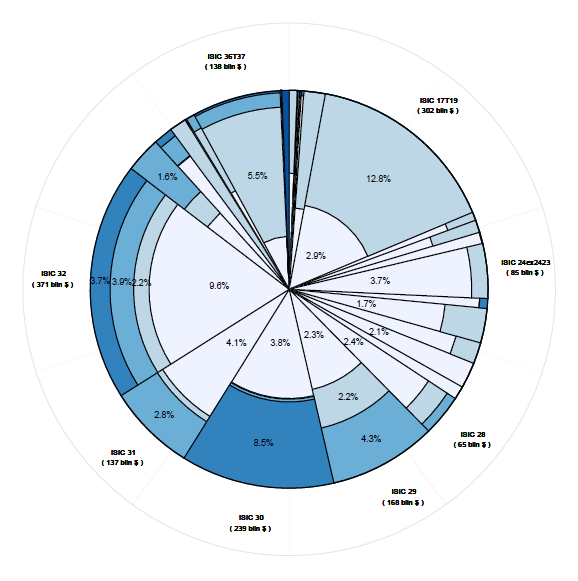 ISIC 36T37
( 138 bln $ )
ISIC 17T19
( 302 bln $ )
12.8%
5.5%
1.6%
2.9%
ISIC 24ex2423
( 85 bln $ )
ISIC 32
( 371 bln $ )
3.7%
3.9%
2.2%
9.6%
3.7%
1.7%
2.3%
2.4%
2.1%
4.1%
3.8%
2.2%
2.8%
4.3%
8.5%
ISIC 28
( 65 bln $ )
ISIC 31
( 137 bln $ )
ISIC 29
( 168 bln $ )
ISIC 30
( 239 bln $ )